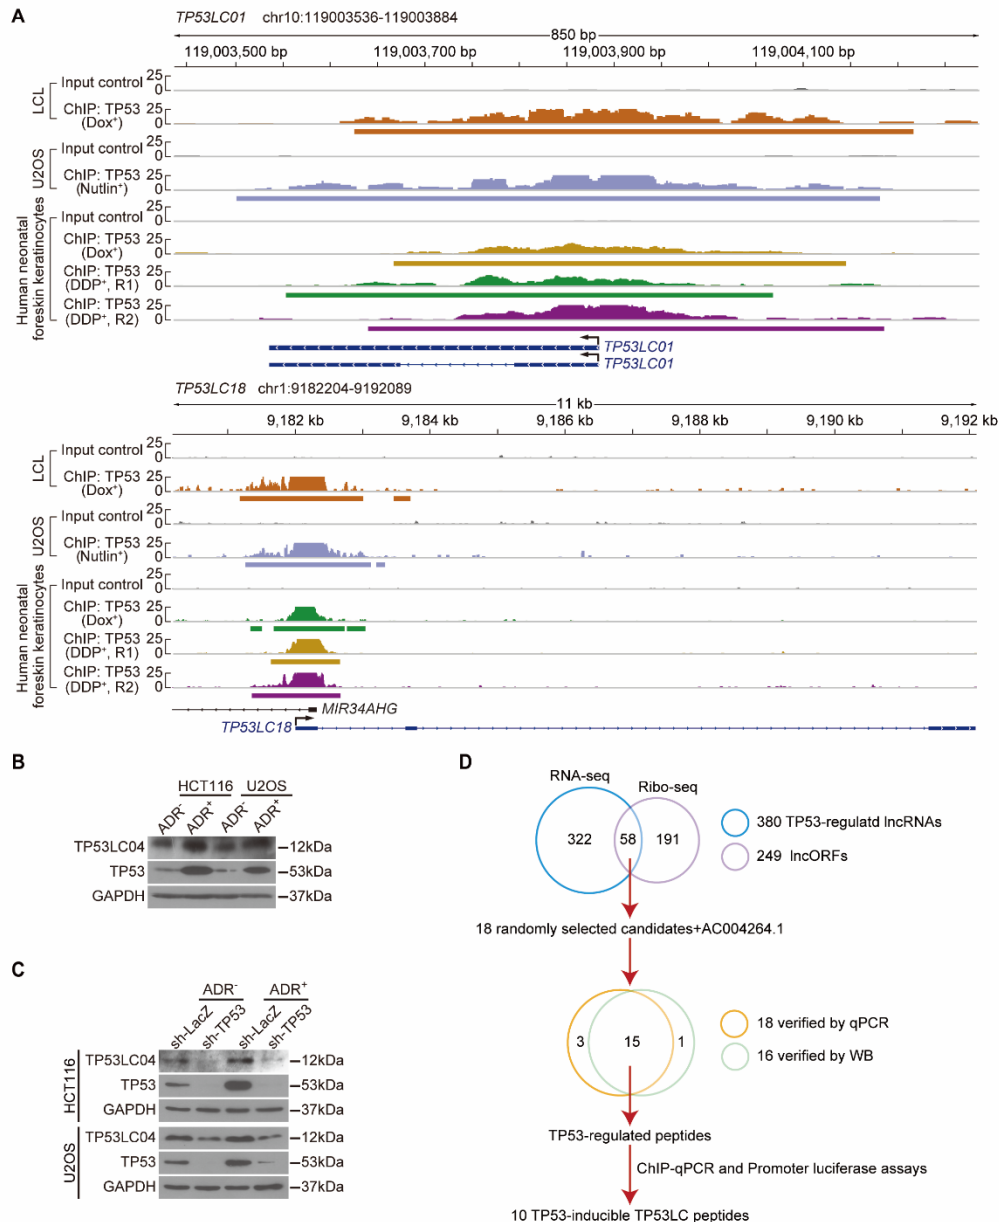 A
TP53LC01 chr10:119003536-119003884
850 bp
119,003,500 bp 119,003,700 bp 119,003,900 bp 119,004,100 bp
LCL
Input control 25 0
ChIP: TP53 (Dox⁺) 25 0
U2OS
Input control 25 0
ChIP: TP53 (Nutlin⁺) 25 0
Human neonatal foreskin keratinocytes
Input control 25 0
ChIP: TP53 (Dox⁺) 25 0
ChIP: TP53 (DDP⁺, R1) 25 0
ChIP: TP53 (DDP⁺, R2) 25 0
TP53LC01
TP53LC01
TP53LC18 chr1:9182204-9192089
11 kb
9,182 kb 9,184 kb 9,186 kb 9,188 kb 9,190 kb 9,192 kb
LCL
Input control 25 0
ChIP: TP53 (Dox⁺) 25 0
U2OS
Input control 25 0
ChIP: TP53 (Nutlin⁺) 25 0
Human neonatal foreskin keratinocytes
Input control 25 0
ChIP: TP53 (Dox⁺) 25 0
ChIP: TP53 (DDP⁺, R1) 25 0
ChIP: TP53 (DDP⁺, R2) 25 0
MIR34AHG
TP53LC18
B
HCT116 U2OS
ADR⁻ ADR⁺ ADR⁻ ADR⁺
TP53LC04 12kDa
TP53 53kDa
GAPDH 37kDa
C
ADR⁻ ADR⁺
sh-LacZ sh-TP53 sh-LacZ sh-TP53
HCT116
TP53LC04 12kDa
TP53 53kDa
GAPDH 37kDa
U2OS
TP53LC04 12kDa
TP53 53kDa
GAPDH 37kDa
D
RNA-seq Ribo-seq
322 58 191
380 TP53-regulatd lncRNAs
249 lncORFs
18 randomly selected candidates+AC004264.1
3 15 1
18 verified by qPCR
16 verified by WB
TP53-regulated peptides
ChIP-qPCR and Promoter luciferase assays
10 TP53-inducible TP53LC peptides